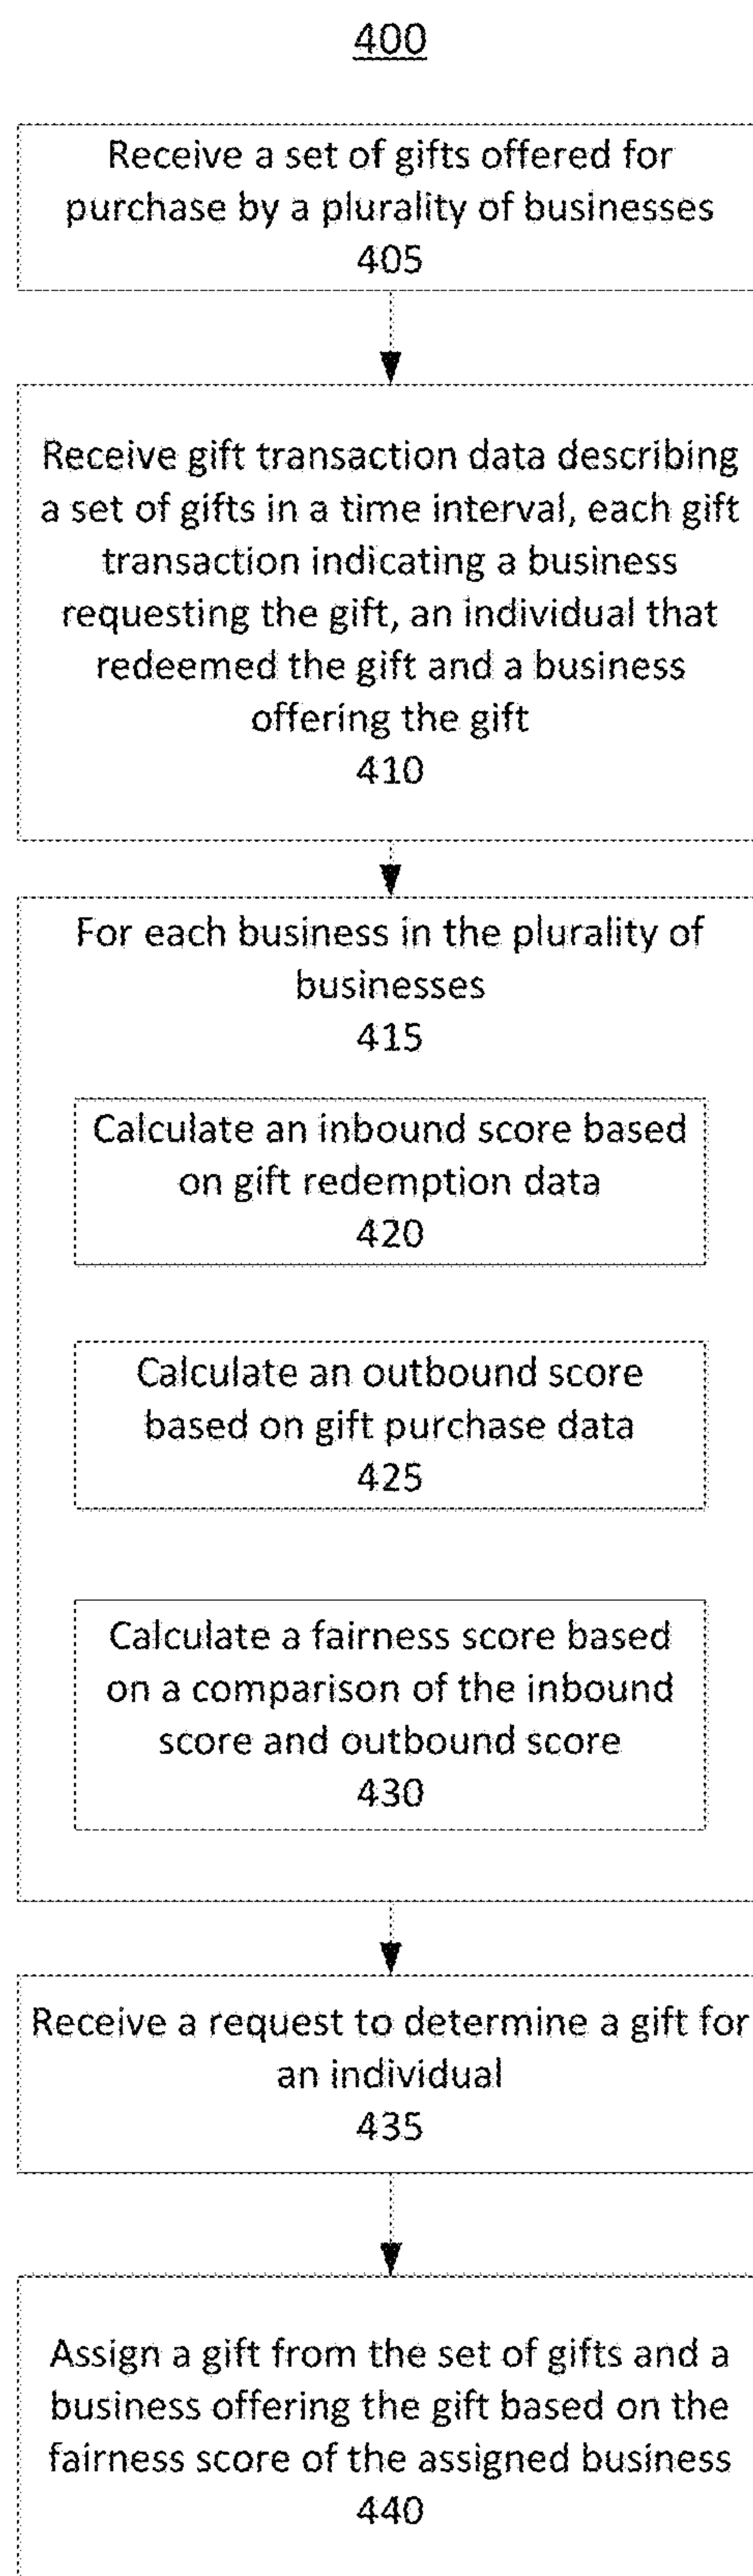 400
Receive a set of gifts offered for
purchase by a plurality of businesses
405
Receive gift transaction data describing
a set of gifts in a time interval, each gift
transaction indicating a business
requesting the gift, an individual that
redeemed the gift and a business
offering the gift
410
For each business in the plurality of
businesses
415
Calculate an inbound score based
on gift redemption data
420
Calculate an outbound score
based on gift purchase data
425
Calculate a fairness score based
on a comparison of the inbound
score and outbound score
430
Receive a request to determine a gift for
an individual
435
Assign a gift from the set of gifts and a
business offering the gift based on the
fairness score of the assigned business
440